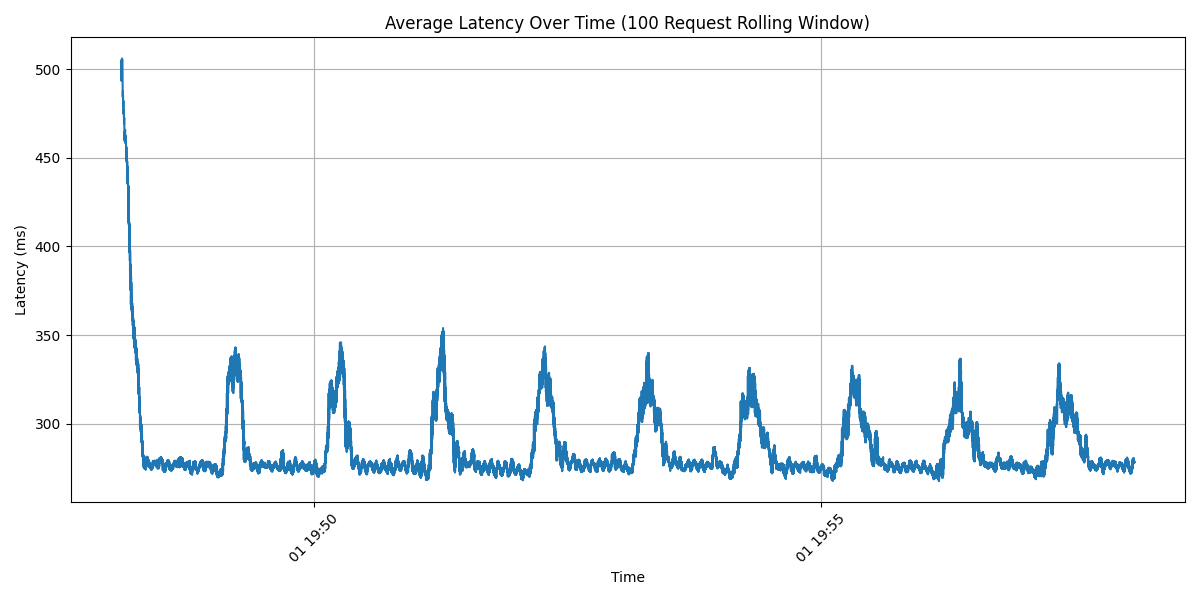 Average Latency Over Time (100 Request Rolling Window)
Latency (ms)
500
450
400
350
300
01 19:50
01 19:55
Time